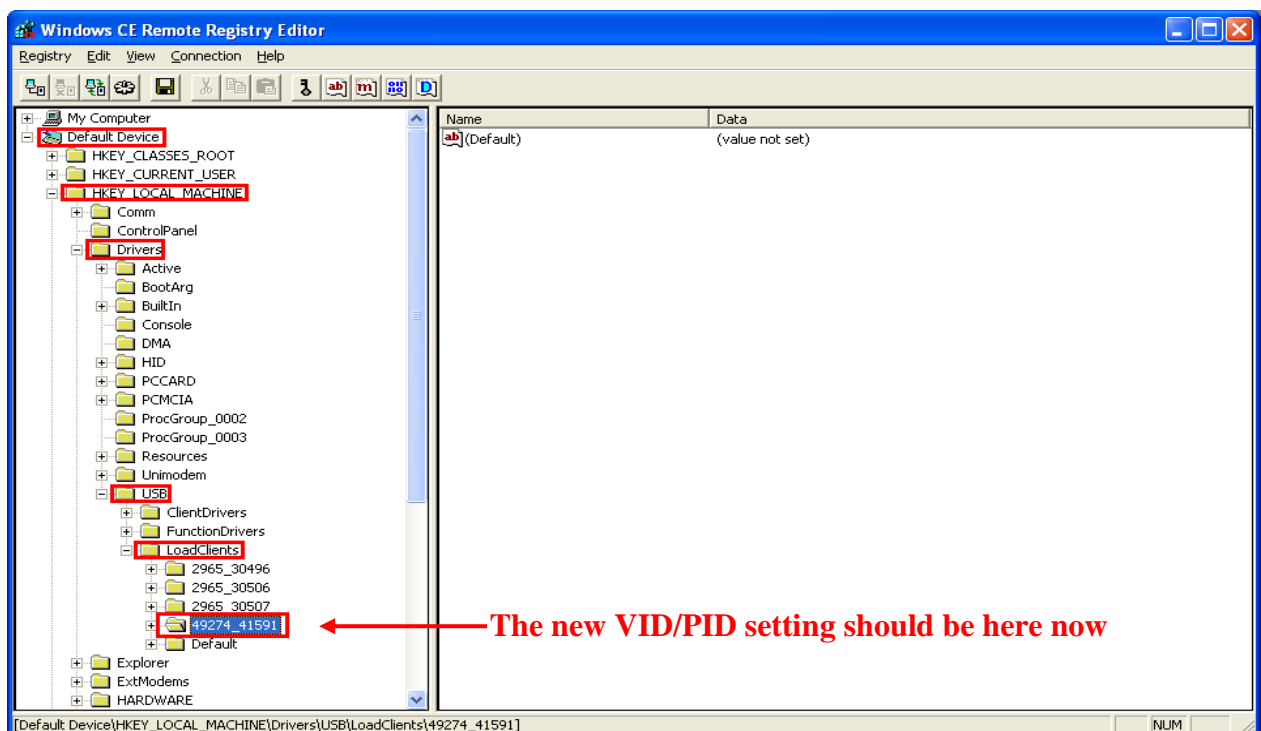 Windows CE Remote Registry Editor
Registry Edit View Connection Help
My Computer
Default Device
HKEY_CLASSES_ROOT
HKEY_CURRENT_USER
HKEY_LOCAL_MACHINE
Comm
ControlPanel
Drivers
Active
BootArg
BuiltIn
Console
DMA
HID
PCCARD
PCMCIA
ProcGroup_0002
ProcGroup_0003
Resources
Unimodem
USB
ClientDrivers
FunctionDrivers
LoadClients
2965_30496
2965_30506
2965_30507
49274_41591
Default
Explorer
ExtModems
HARDWARE
Name Data
ab (Default) (value not set)
The new VID/PID setting should be here now
[Default Device\HKEY_LOCAL_MACHINE\Drivers\USB\LoadClients\49274_41591] NUM